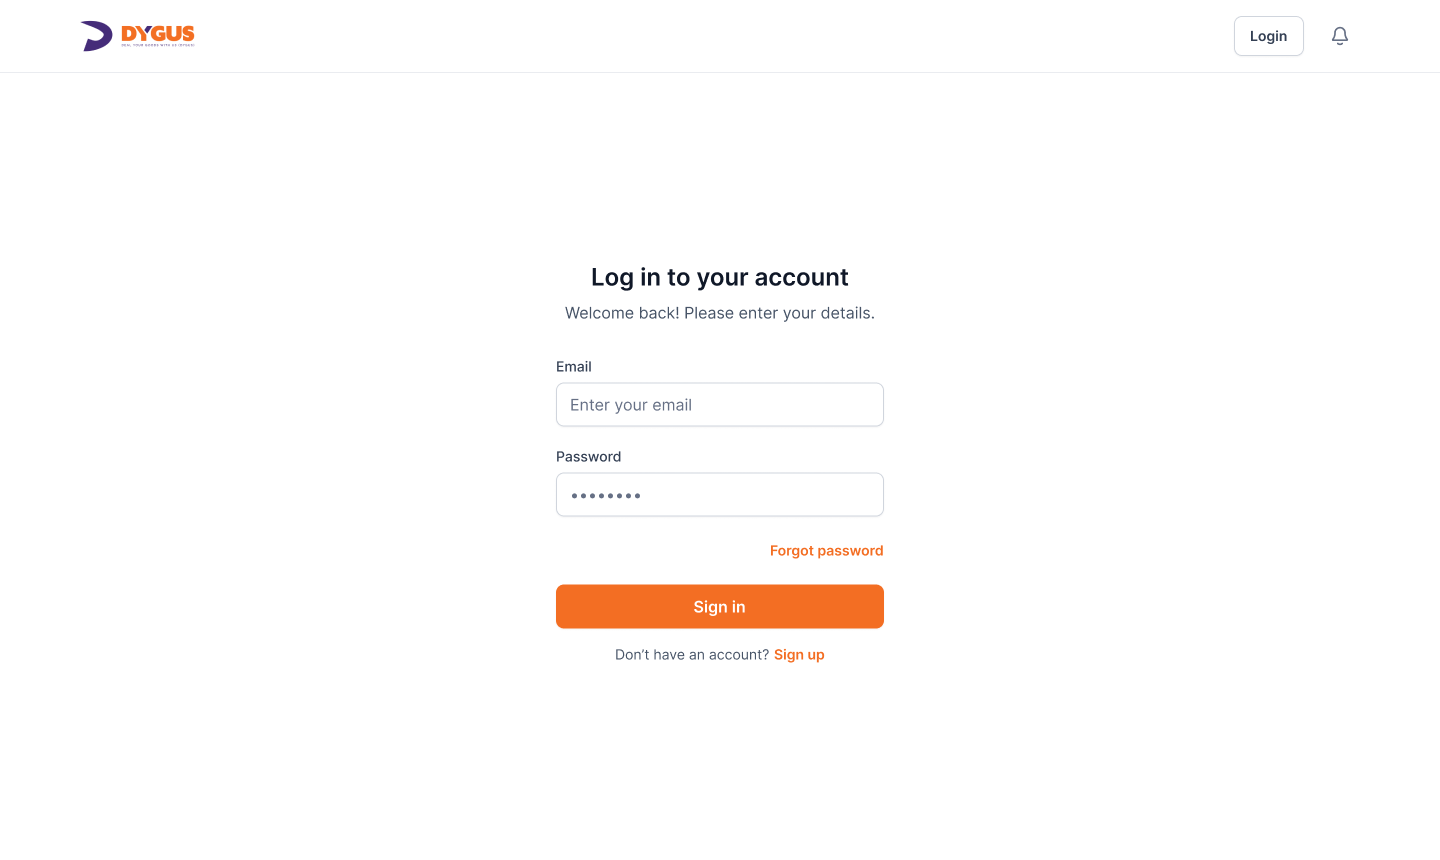 DYGUS
Login
Log in to your account
Welcome back! Please enter your details.
Email
Enter your email
Password
••••••••
Forgot password
Sign in
Don't have an account? Sign up